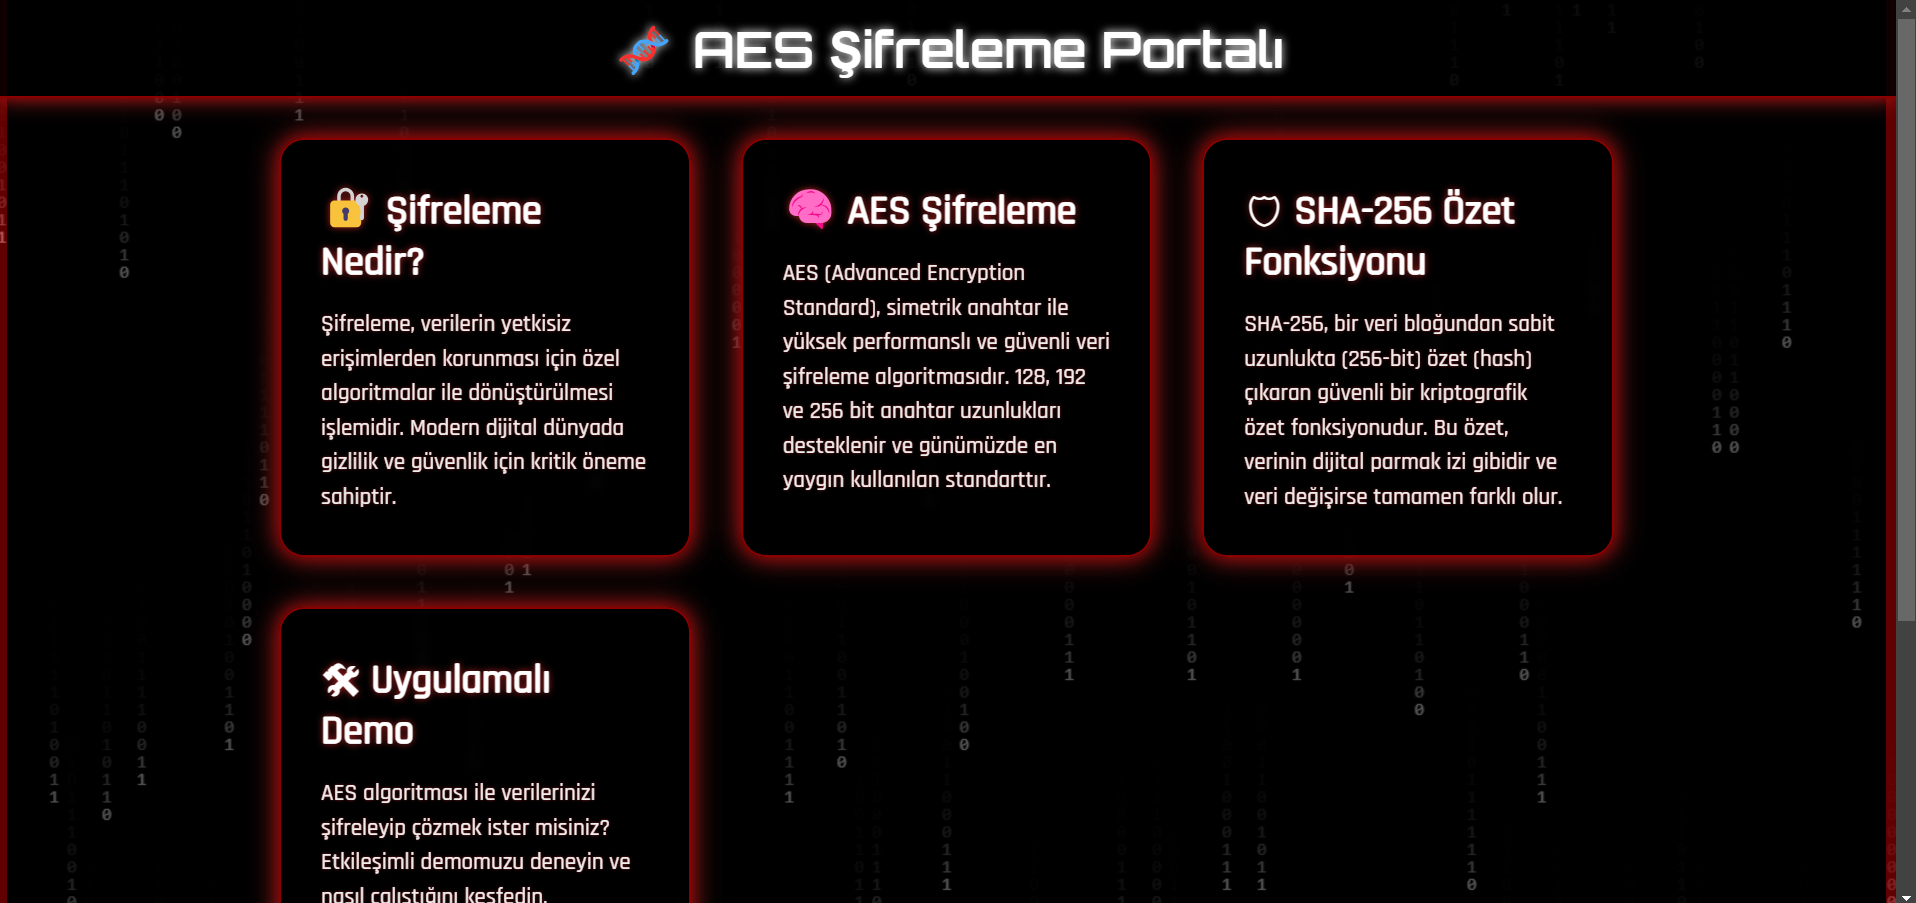 AES Şifreleme Portalı
Şifreleme
Nedir?
Şifreleme, verilerin yetkisiz
erişimlerden korunması için özel
algoritmalar ile dönüştürülmesi
işlemidir. Modern dijital dünyada
gizlilik ve güvenlik için kritik öneme
sahiptir.
AES Şifreleme
AES (Advanced Encryption
Standard), simetrik anahtar ile
yüksek performanslı ve güvenli veri
şifreleme algoritmasıdır. 128, 192
ve 256 bit anahtar uzunlukları
desteklenir ve günümüzde en
yaygın kullanılan standarttır.
SHA-256 Özet
Fonksiyonu
SHA-256, bir veri bloğundan sabit
uzunlukta (256-bit) özet (hash)
çıkaran güvenli bir kriptografik
özet fonksiyonudur. Bu özet,
verinin dijital parmak izi gibidir ve
veri değişirse tamamen farklı olur.
Uygulamalı
Demo
AES algoritması ile verilerinizi
şifreleyip çözmek ister misiniz?
Etkileşimli demomuzu deneyin ve
nasıl çalıştığını keşfedin.